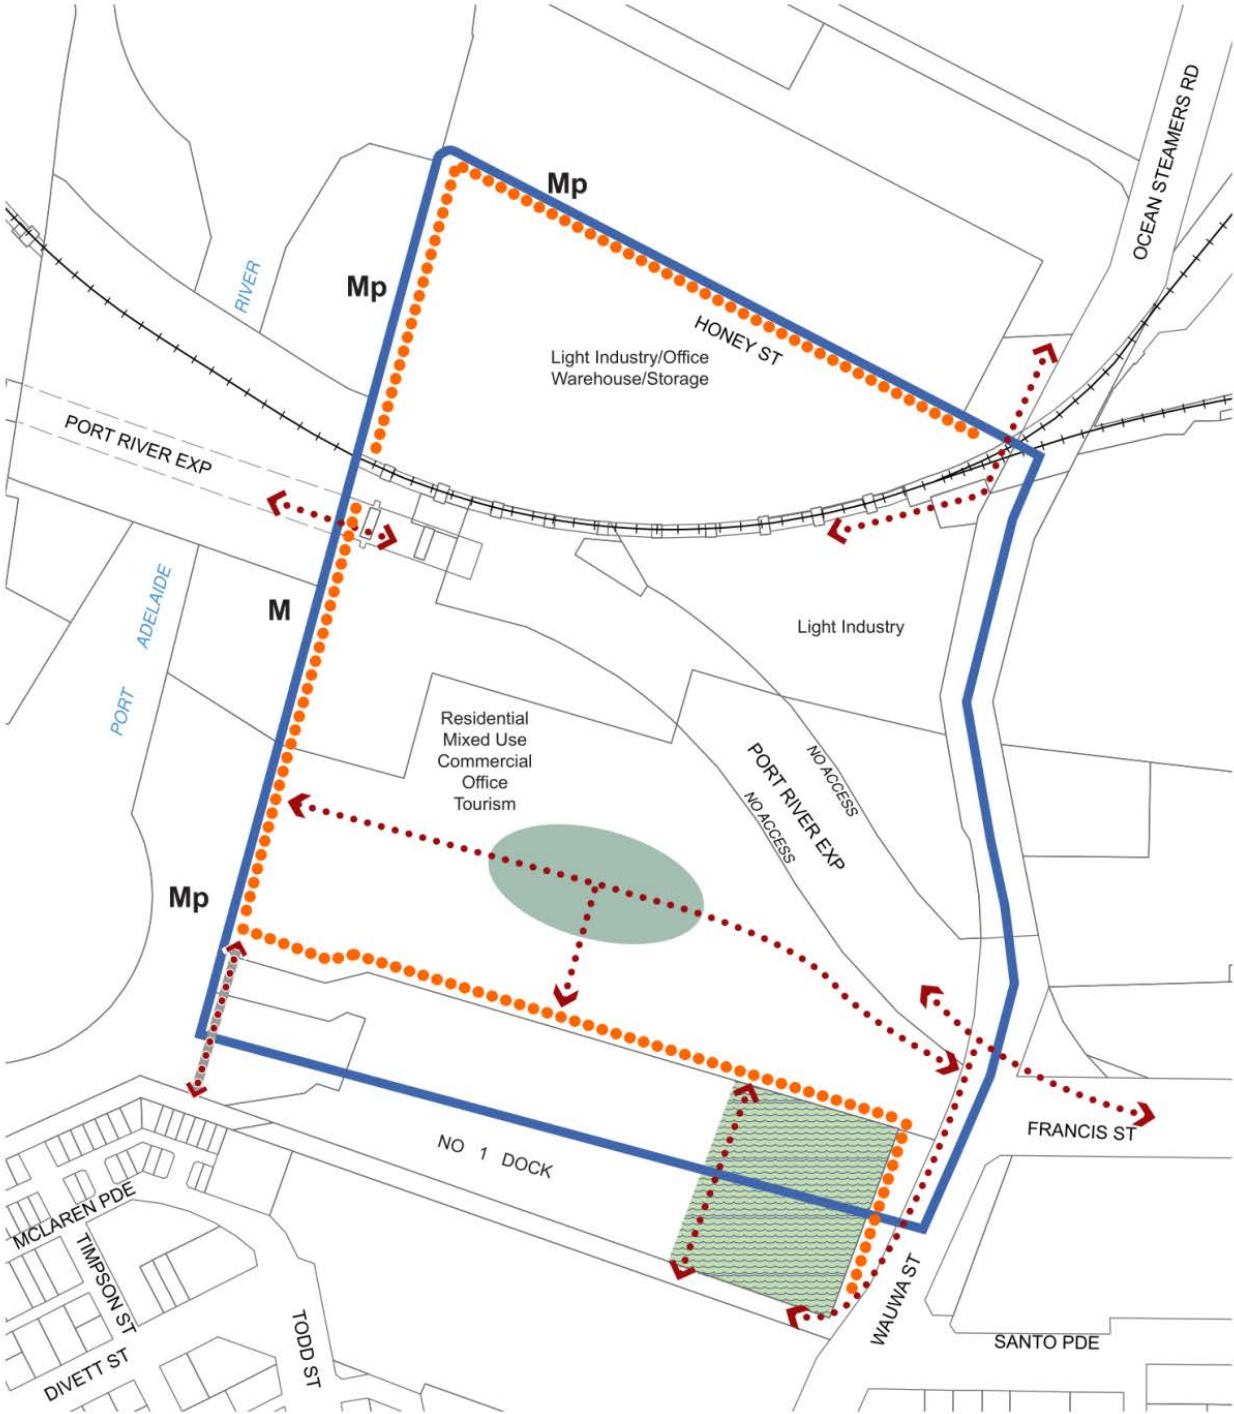 OCEAN STEAMERS RD
Mp
Mp
RIVER
HONEY ST
Light Industry/Office
Warehouse/Storage
PORT RIVER EXP
M
ADELAIDE
PORT
Light Industry
Residential
Mixed Use
Commercial
Office
Tourism
NO ACCESS
PORT RIVER EXP
NO ACCESS
Mp
FRANCIS ST
NO 1 DOCK
MCLAREN PDE
TIMPSON ST
DIVETT ST
TODD ST
WAUWA ST
SANTO PDE